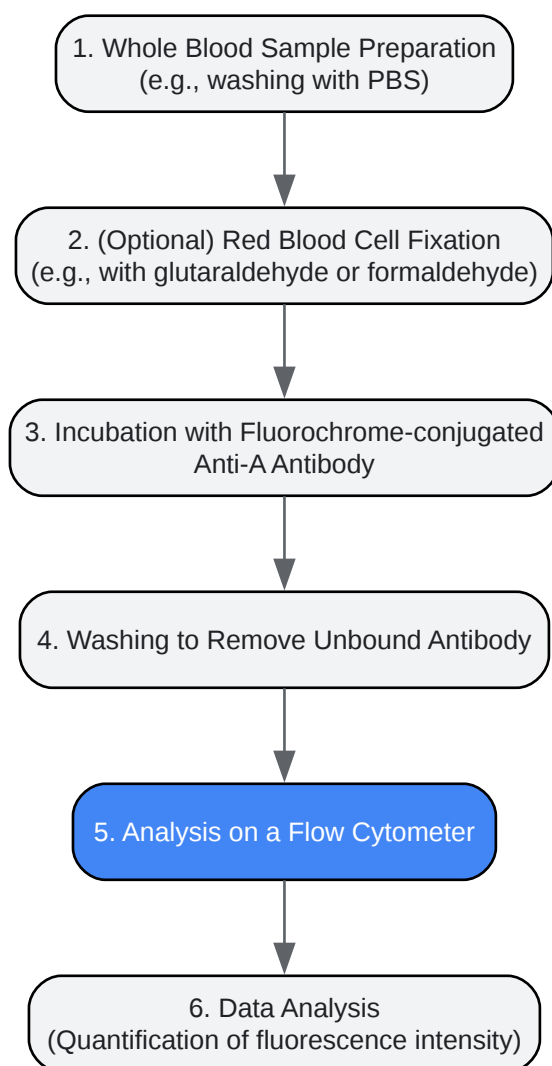 1. Whole Blood Sample Preparation
(e.g., washing with PBS)
2. (Optional) Red Blood Cell Fixation
(e.g., with glutaraldehyde or formaldehyde)
3. Incubation with Fluorochrome-conjugated
Anti-A Antibody
4. Washing to Remove Unbound Antibody
5. Analysis on a Flow Cytometer
6. Data Analysis
(Quantification of fluorescence intensity)